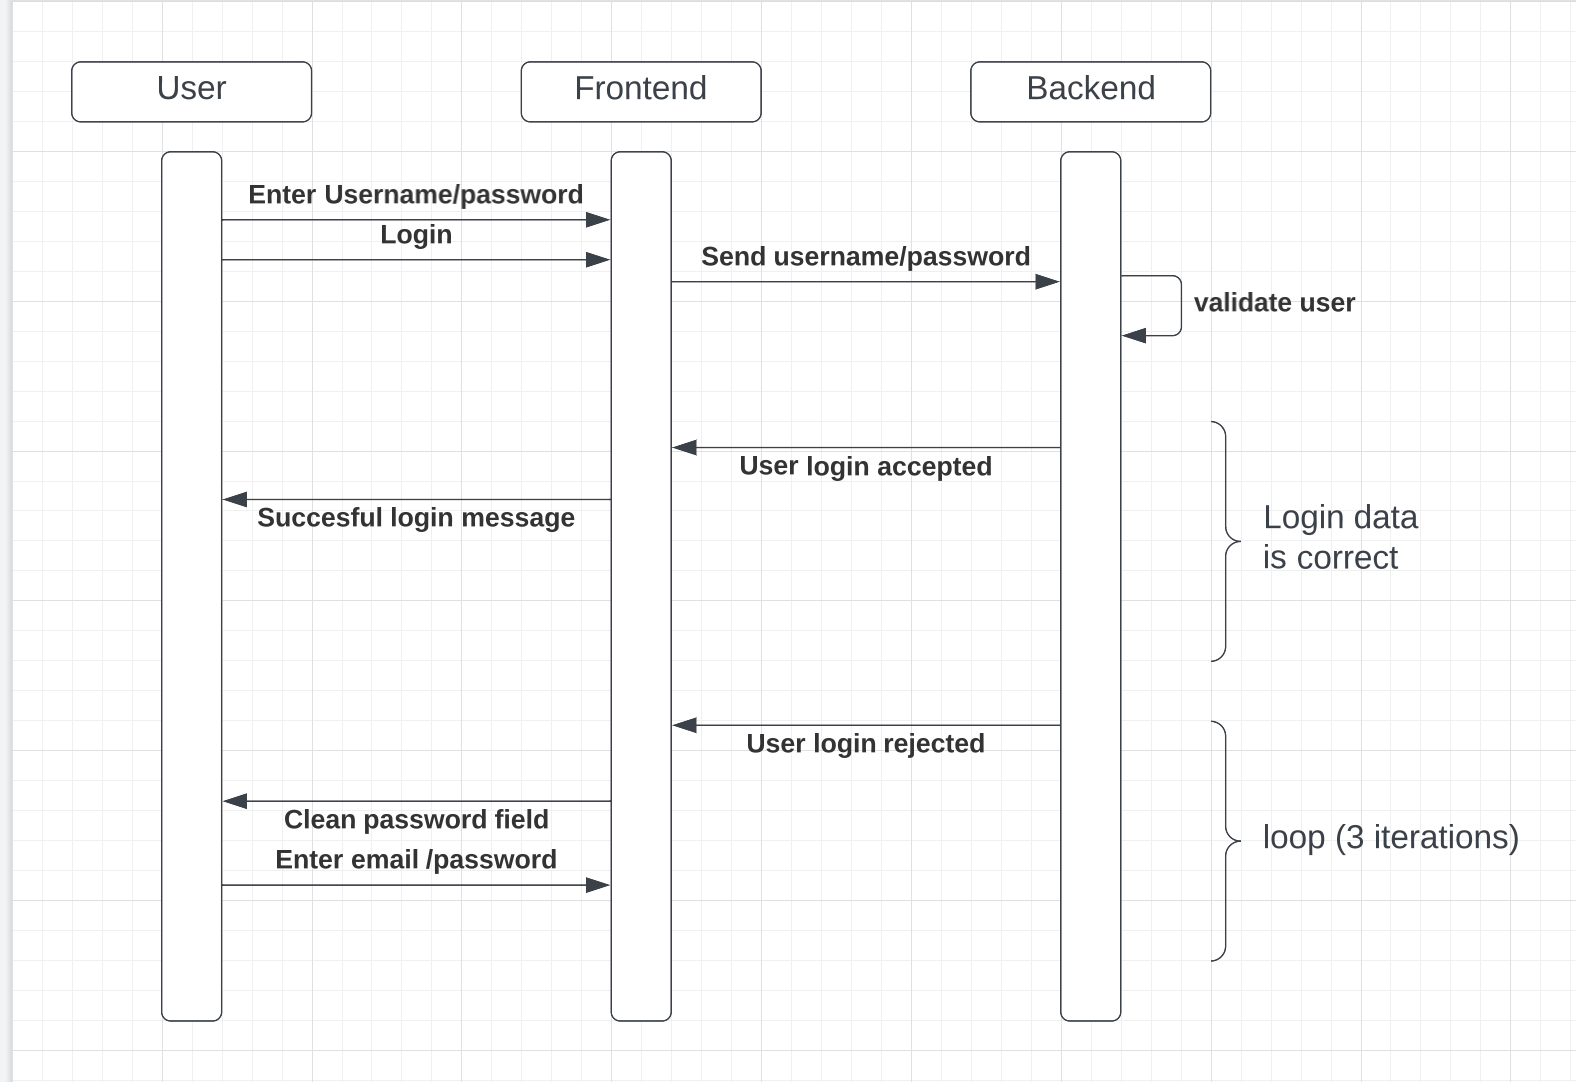 User
Frontend
Backend
Enter Username/password
Login
Send username/password
validate user
User login accepted
Succesful login message
Login data
is correct
User login rejected
Clean password field
loop (3 iterations)
Enter email /password